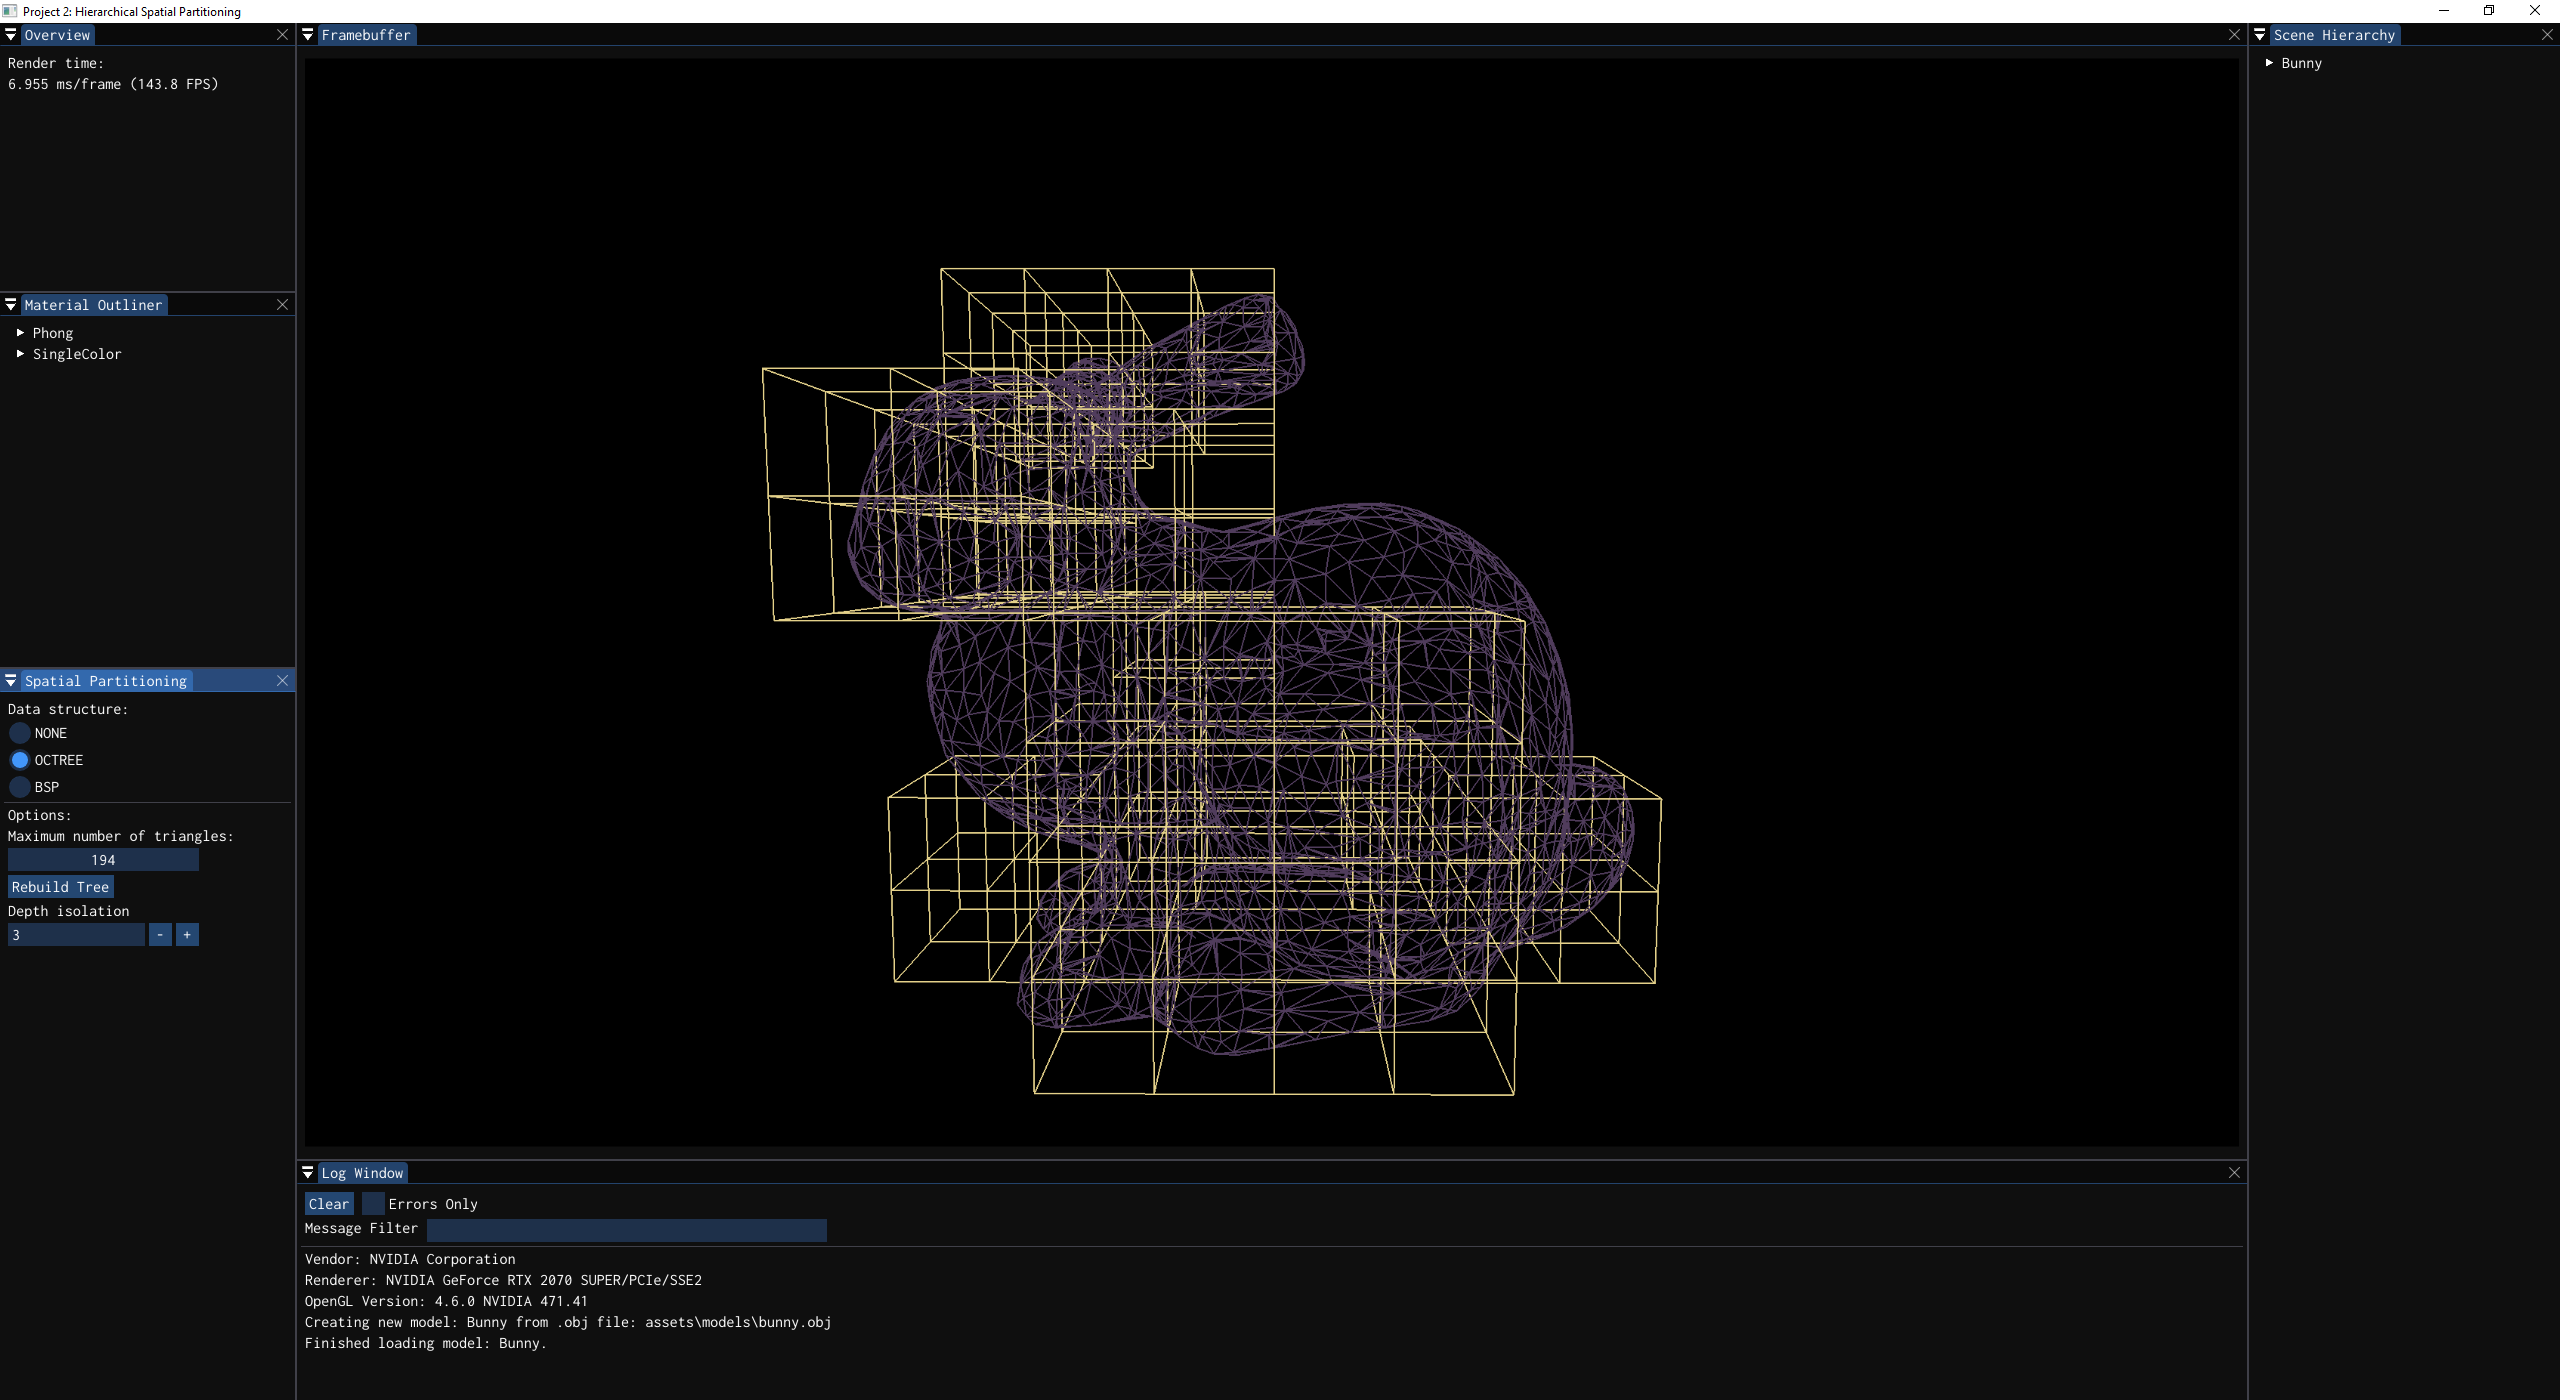 Project 2: Hierarchical Spatial Partitioning
Overview
Render time:
6.955 ms/frame (143.8 FPS)
Material Outliner
Phong
SingleColor
Spatial Partitioning
Data structure:
NONE
OCTREE
BSP
Options:
Maximum number of triangles:
194
Rebuild Tree
Depth isolation
3 - +
Framebuffer
Log Window
Clear Errors Only
Message Filter
Vendor: NVIDIA Corporation
Renderer: NVIDIA GeForce RTX 2070 SUPER/PCIe/SSE2
OpenGL Version: 4.6.0 NVIDIA 471.41
Creating new model: Bunny from .obj file: assets\models\bunny.obj
Finished loading model: Bunny.
Scene Hierarchy
Bunny